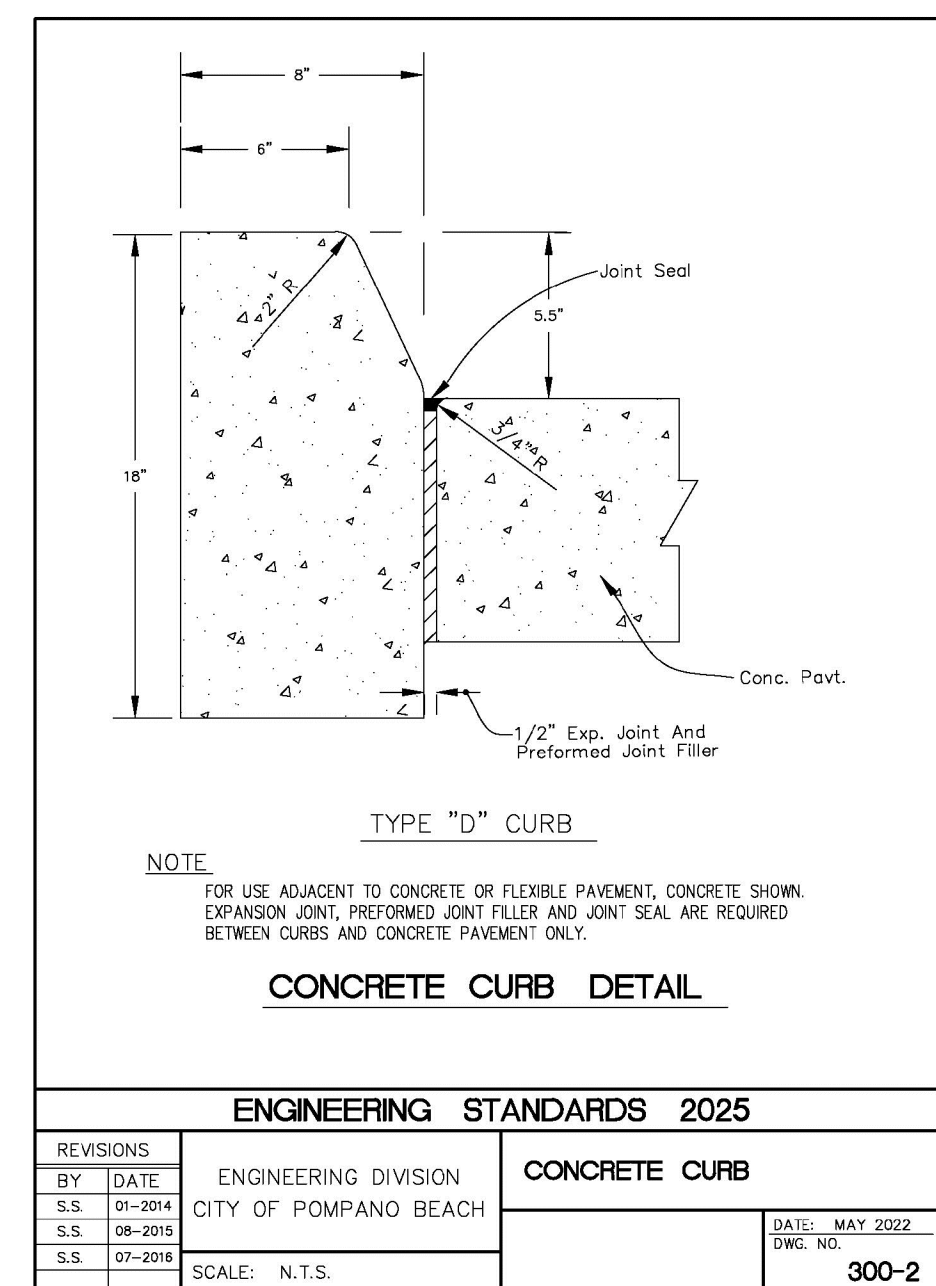 8"
6"
Joint Seal
5.5"
2" R
3/4" R
18"
Conc. Pavt.
1/2" Exp. Joint And
Preformed Joint Filler
TYPE "D" CURB
NOTE
FOR USE ADJACENT TO CONCRETE OR FLEXIBLE PAVEMENT, CONCRETE SHOWN.
EXPANSION JOINT, PREFORMED JOINT FILLER AND JOINT SEAL ARE REQUIRED
BETWEEN CURBS AND CONCRETE PAVEMENT ONLY.
CONCRETE CURB DETAIL
ENGINEERING STANDARDS 2025
REVISIONS
BY DATE
S.S. 01-2014
S.S. 08-2015
S.S. 07-2016
ENGINEERING DIVISION
CITY OF POMPANO BEACH
SCALE: N.T.S.
CONCRETE CURB
DATE: MAY 2022
DWG. NO.
300-2